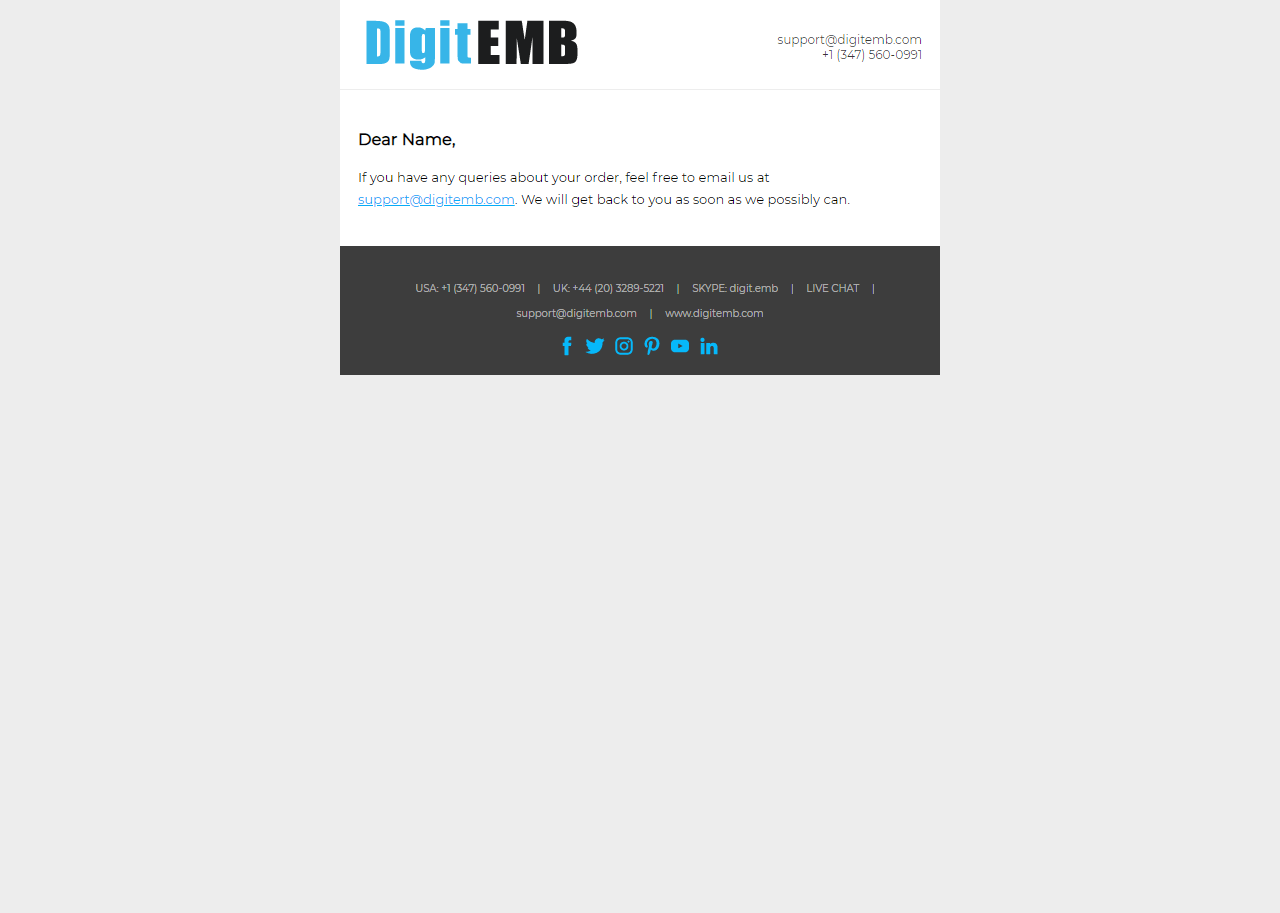 DigitEMB
support@digitemb.com
+1 (347) 560-0991
Dear Name,
If you have any queries about your order, feel free to email us at
support@digitemb.com. We will get back to you as soon as we possibly can.
USA: +1 (347) 560-0991 | UK: +44 (20) 3289-5221 | SKYPE: digit.emb | LIVE CHAT |
support@digitemb.com | www.digitemb.com